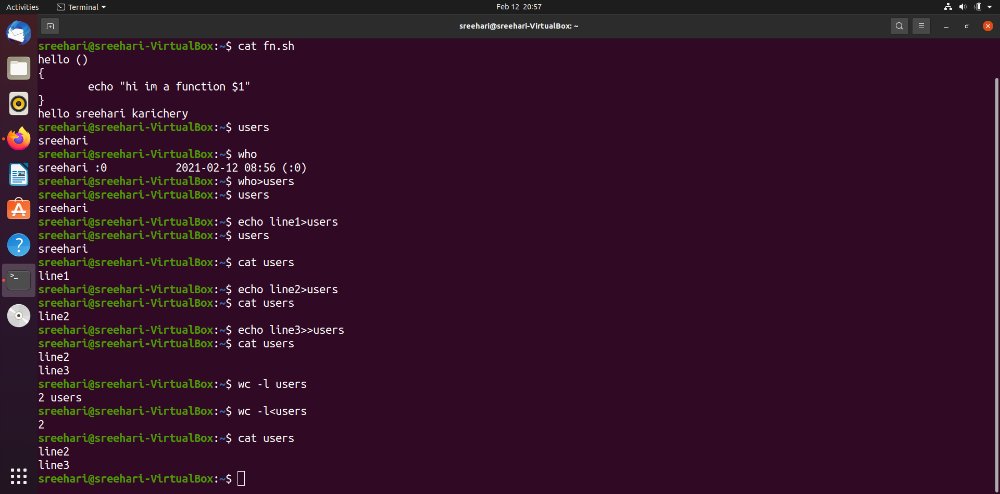 Activities Terminal Feb 12 20:57
sreehari@sreehari-VirtualBox: ~
sreehari@sreehari-VirtualBox:~$ cat fn.sh
hello ()
{
        echo "hi im a function $1"
}
hello sreehari karichery
sreehari@sreehari-VirtualBox:~$ users
sreehari
sreehari@sreehari-VirtualBox:~$ who
sreehari :0           2021-02-12 08:56 (:0)
sreehari@sreehari-VirtualBox:~$ who>users
sreehari@sreehari-VirtualBox:~$ users
sreehari
sreehari@sreehari-VirtualBox:~$ echo line1>users
sreehari@sreehari-VirtualBox:~$ users
sreehari
sreehari@sreehari-VirtualBox:~$ cat users
line1
sreehari@sreehari-VirtualBox:~$ echo line2>users
sreehari@sreehari-VirtualBox:~$ cat users
line2
sreehari@sreehari-VirtualBox:~$ echo line3>>users
sreehari@sreehari-VirtualBox:~$ cat users
line2
line3
sreehari@sreehari-VirtualBox:~$ wc -l users
2 users
sreehari@sreehari-VirtualBox:~$ wc -l<users
2
sreehari@sreehari-VirtualBox:~$ cat users
line2
line3
sreehari@sreehari-VirtualBox:~$